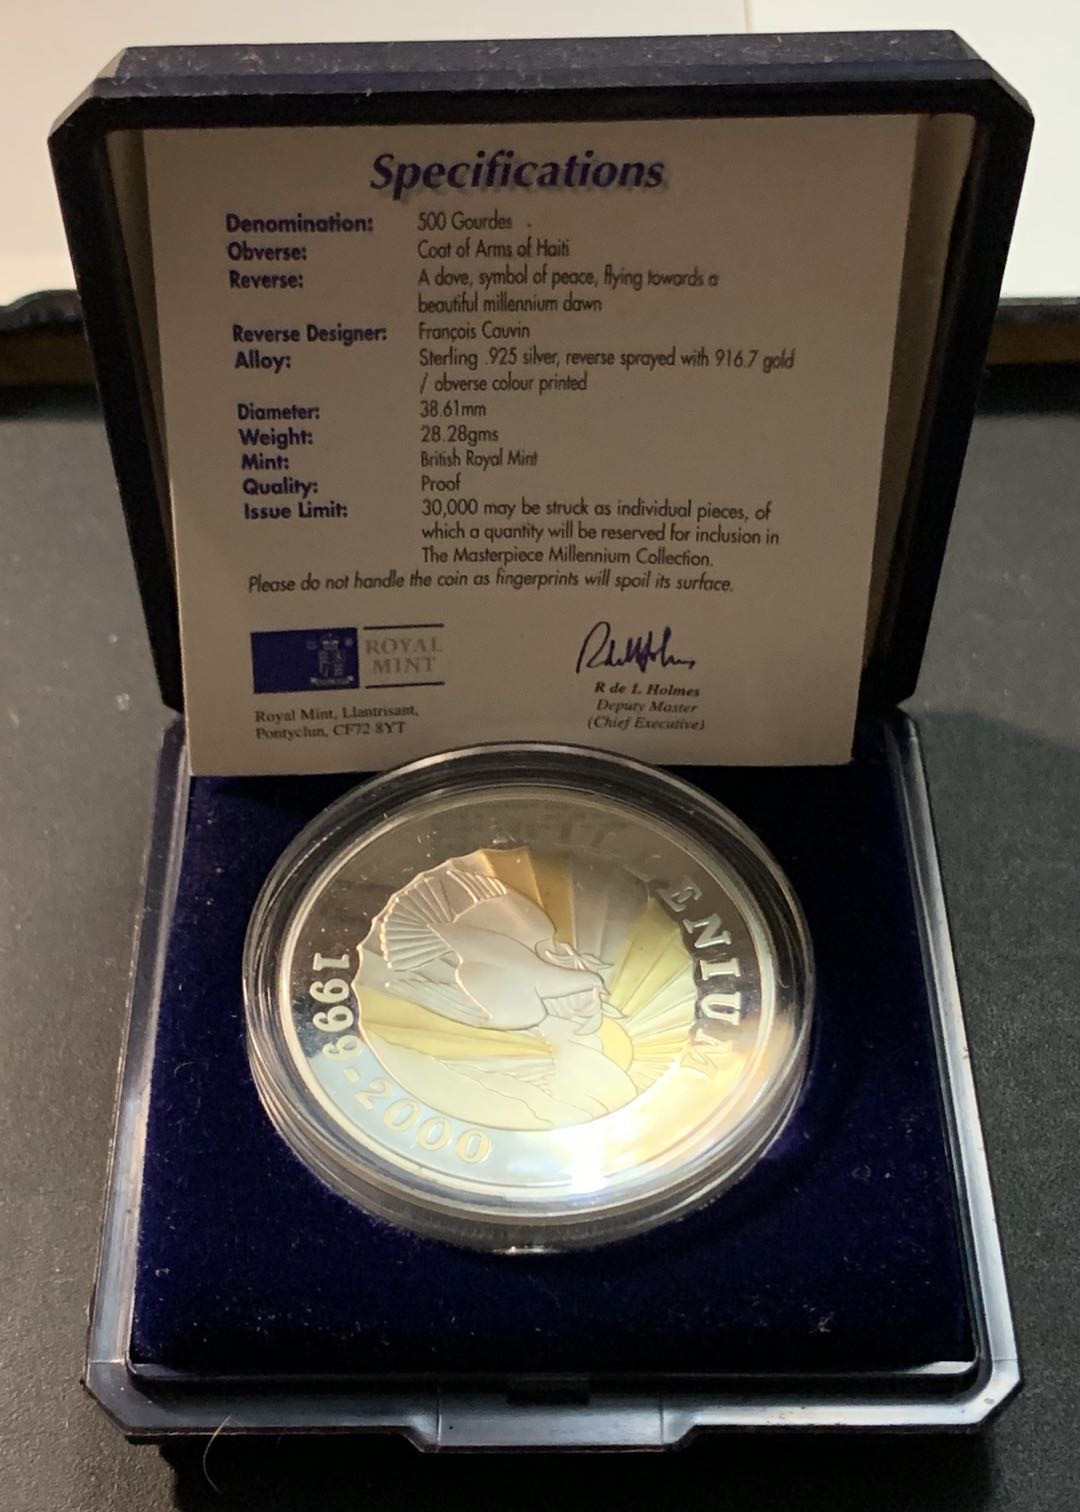 Specifications
Denomination: 500 Gourdes
Obverse: Coat of Arms of Haiti
Reverse: A dove, symbol of peace, flying towards a
beautiful millennium dawn
Reverse Designer: François Cauvin
Alloy: Sterling .925 silver, reverse sprayed with 916.7 gold
/ obverse colour printed
Diameter: 38.61mm
Weight: 28.28gms
Mint: British Royal Mint
Quality: Proof
Issue Limit: 30,000 may be struck as individual pieces, of
which a quantity will be reserved for inclusion in
The Masterpiece Millennium Collection.
Please do not handle the coin as fingerprints will spoil its surface.
ROYAL
MINT
Royal Mint, Llantrisant,
Pontyclun, CF72 8YT
R de L Holmes
Deputy Master
(Chief Executive)
1999-2000
ENIUM